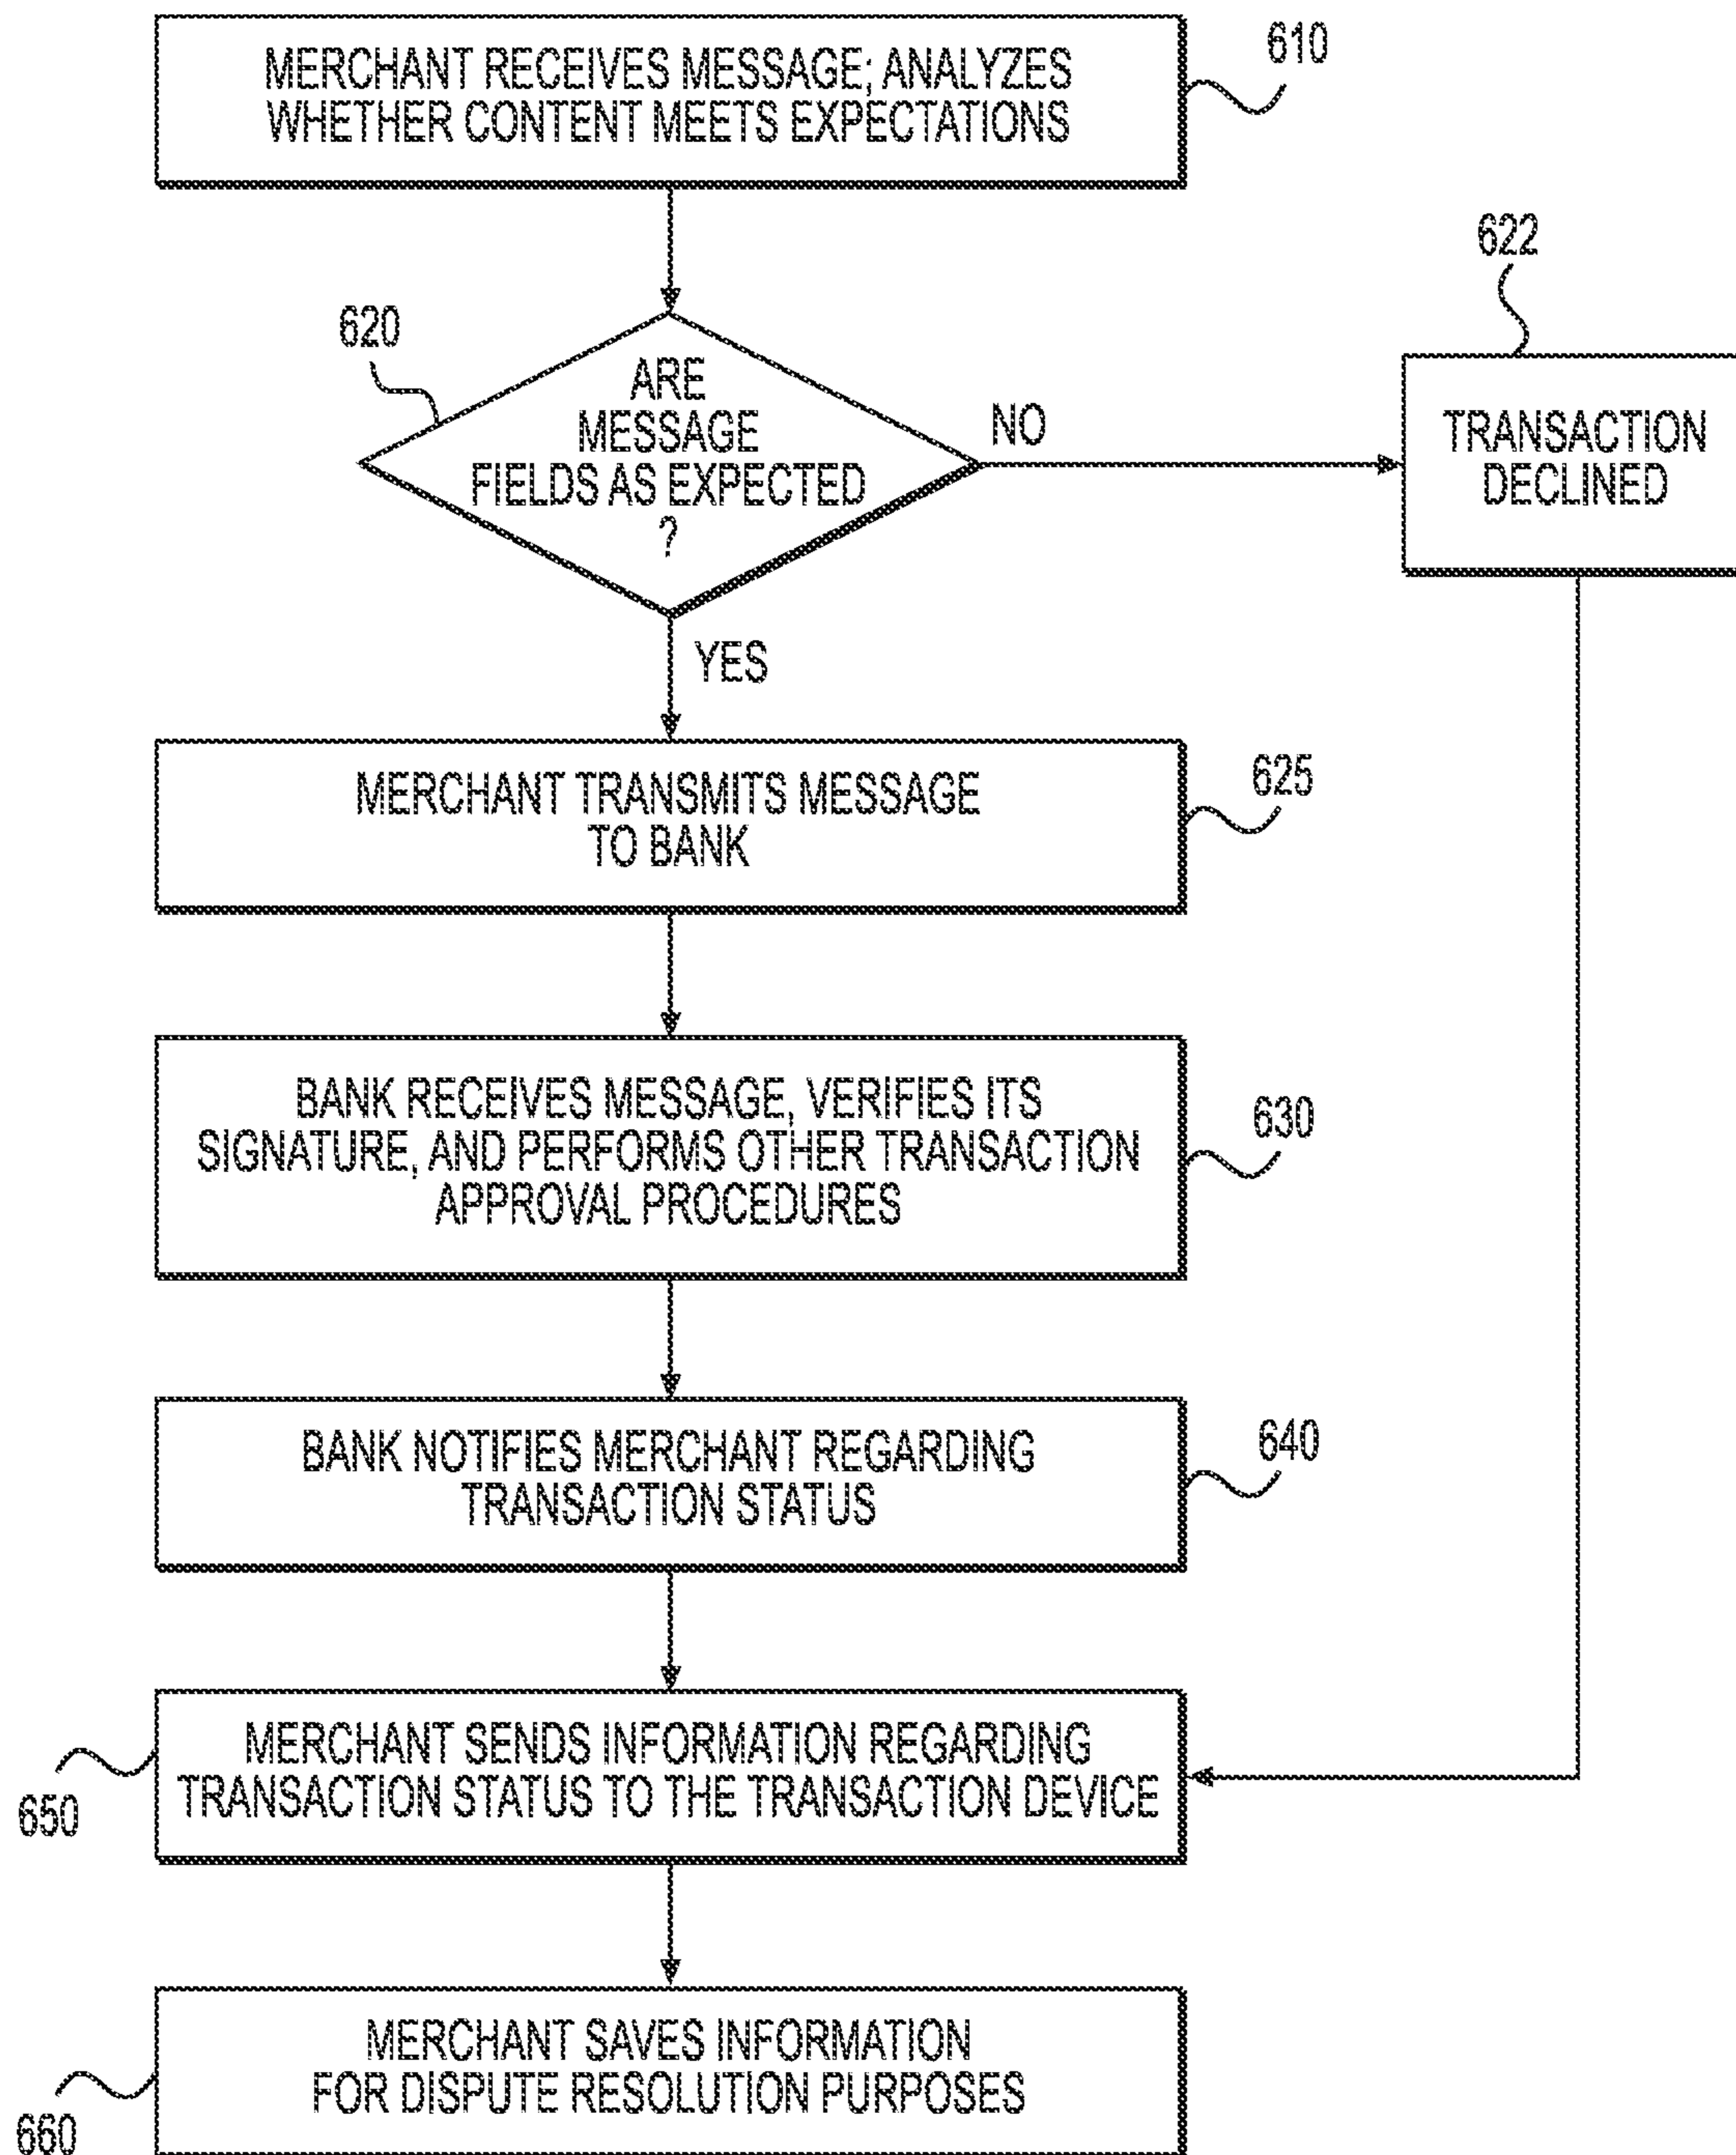 MERCHANT RECEIVES MESSAGE; ANALYZES
WHETHER CONTENT MEETS EXPECTATIONS
610
620
ARE
MESSAGE
FIELDS AS EXPECTED
?
NO
622
TRANSACTION
DECLINED
YES
MERCHANT TRANSMITS MESSAGE
TO BANK
625
BANK RECEIVES MESSAGE, VERIFIES ITS
SIGNATURE, AND PERFORMS OTHER TRANSACTION
APPROVAL PROCEDURES
630
BANK NOTIFIES MERCHANT REGARDING
TRANSACTION STATUS
640
MERCHANT SENDS INFORMATION REGARDING
TRANSACTION STATUS TO THE TRANSACTION DEVICE
650
MERCHANT SAVES INFORMATION
FOR DISPUTE RESOLUTION PURPOSES
660